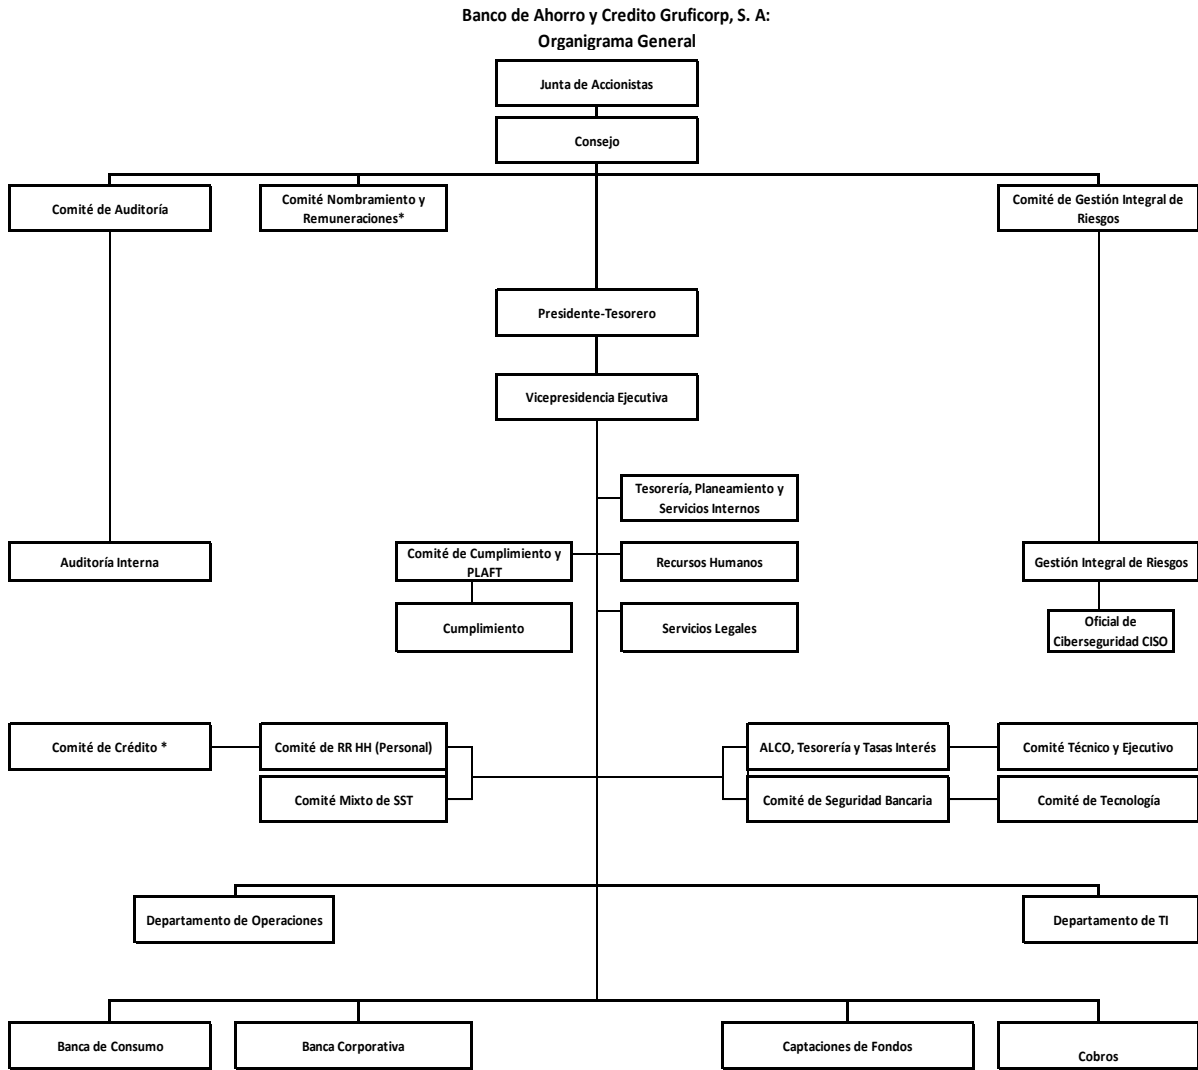 Banco de Ahorro y Credito Gruficorp, S. A:
Organigrama General
Junta de Accionistas
Consejo
Comité de Auditoría
Comité Nombramiento y
Remuneraciones*
Comité de Gestión Integral de
Riesgos
Presidente-Tesorero
Vicepresidencia Ejecutiva
Tesorería, Planeamiento y
Servicios Internos
Auditoría Interna
Comité de Cumplimiento y
PLAFT
Recursos Humanos
Gestión Integral de Riesgos
Cumplimiento
Servicios Legales
Oficial de
Ciberseguridad CISO
Comité de Crédito *
Comité de RR HH (Personal)
ALCO, Tesorería y Tasas Interés
Comité Técnico y Ejecutivo
Comité Mixto de SST
Comité de Seguridad Bancaria
Comité de Tecnología
Departamento de Operaciones
Departamento de TI
Banca de Consumo
Banca Corporativa
Captaciones de Fondos
Cobros